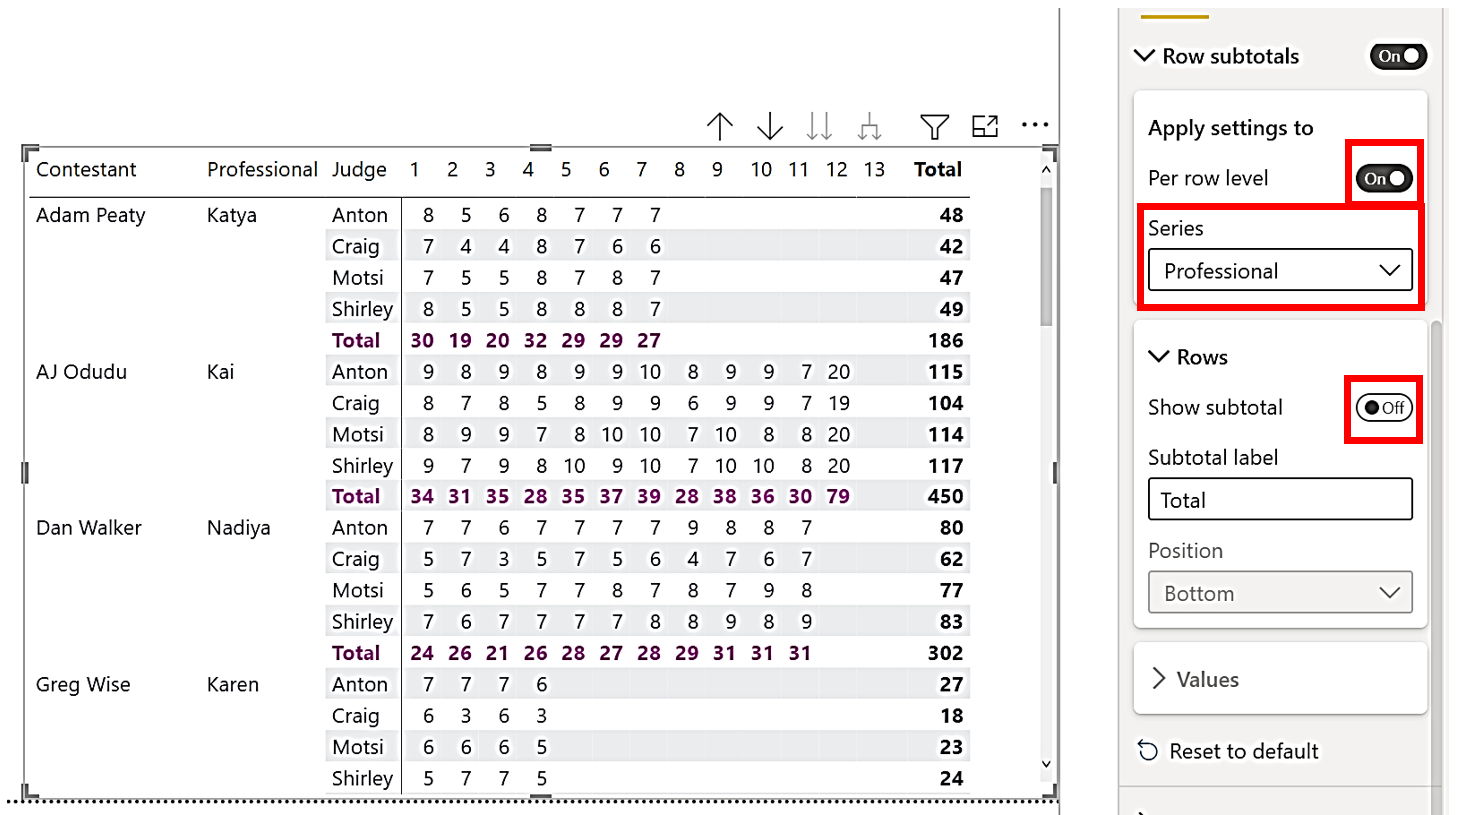 Contestant Professional Judge 1 2 3 4 5 6 7 8 9 10 11 12 13 Total
Adam Peaty Katya Anton 8 5 6 8 7 7 7 48
Craig 7 4 4 8 7 6 6 42
Motsi 7 5 5 8 7 8 7 47
Shirley 8 5 5 8 8 8 7 49
Total 30 19 20 32 29 29 27 186
AJ Odudu Kai Anton 9 8 9 8 9 9 10 8 9 9 7 20 115
Craig 8 7 8 5 8 9 9 6 9 9 7 19 104
Motsi 8 9 9 7 8 10 10 7 10 8 8 20 114
Shirley 9 7 9 8 10 9 10 7 10 10 8 20 117
Total 34 31 35 28 35 37 39 28 38 36 30 79 450
Dan Walker Nadiya Anton 7 7 6 7 7 7 7 9 8 8 7 80
Craig 5 7 3 5 7 5 6 4 7 6 7 62
Motsi 5 6 5 7 7 8 7 8 7 9 8 77
Shirley 7 6 7 7 7 7 8 8 9 8 9 83
Total 24 26 21 26 28 27 28 29 31 31 31 302
Greg Wise Karen Anton 7 7 7 6 27
Craig 6 3 6 3 18
Motsi 6 6 6 5 23
Shirley 5 7 7 5 24
Row subtotals On
Apply settings to
Per row level On
Series
Professional
Rows
Show subtotal Off
Subtotal label
Total
Position
Bottom
Values
Reset to default